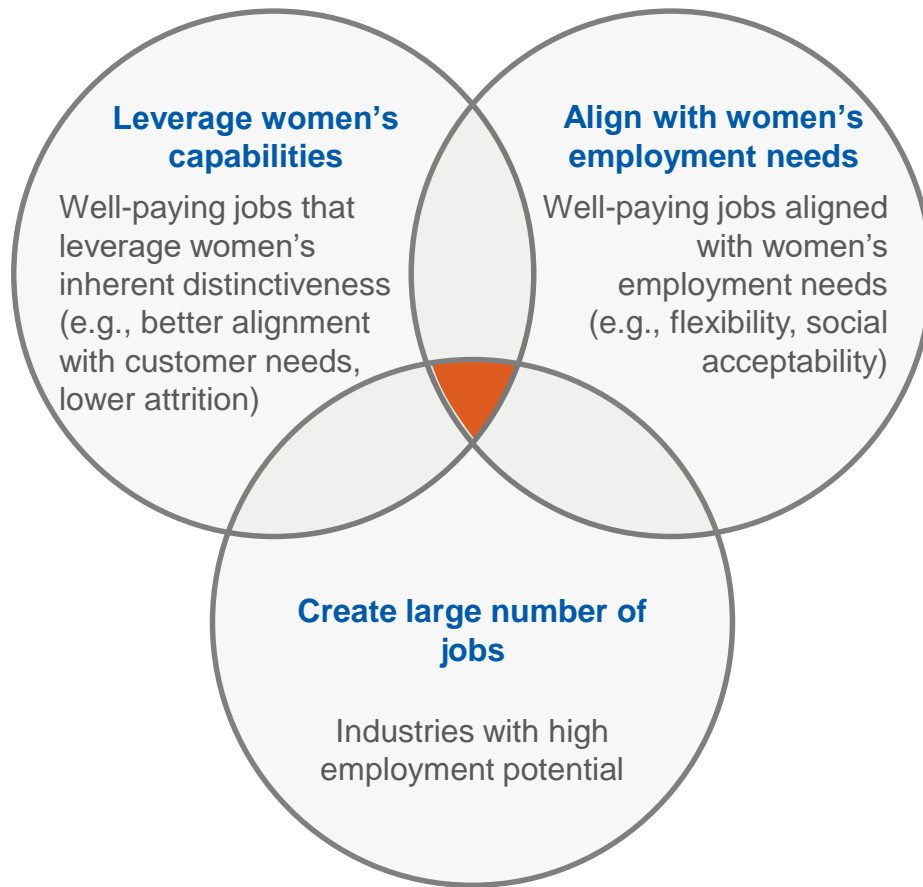 Leverage women’s
capabilities
Well-paying jobs that
leverage women’s
inherent distinctiveness
(e.g., better alignment
with customer needs,
lower attrition)
Align with women’s
employment needs
Well-paying jobs aligned
with women’s
employment needs
(e.g., flexibility, social
acceptability)
Create large number of
jobs
Industries with high
employment potential